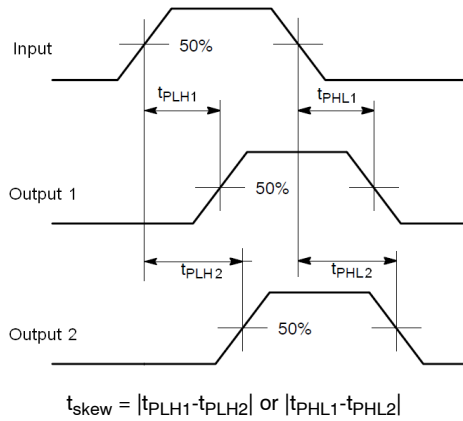 Input
50%
tPLH1
tPHL1
Output 1
50%
tPLH2
tPHL2
Output 2
50%
tskew = |tPLH1-tPLH2| or |tPHL1-tPHL2|